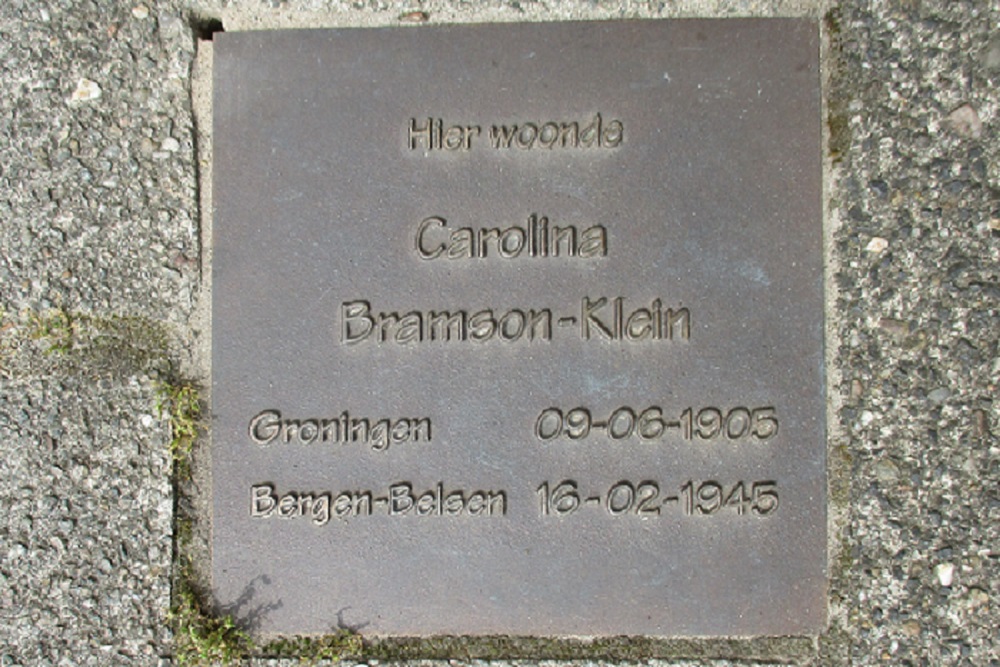 Hier woonde
Carolina
Bramson-Klein
Groningen 09-06-1905
Bergen-Belsen 16-02-1945